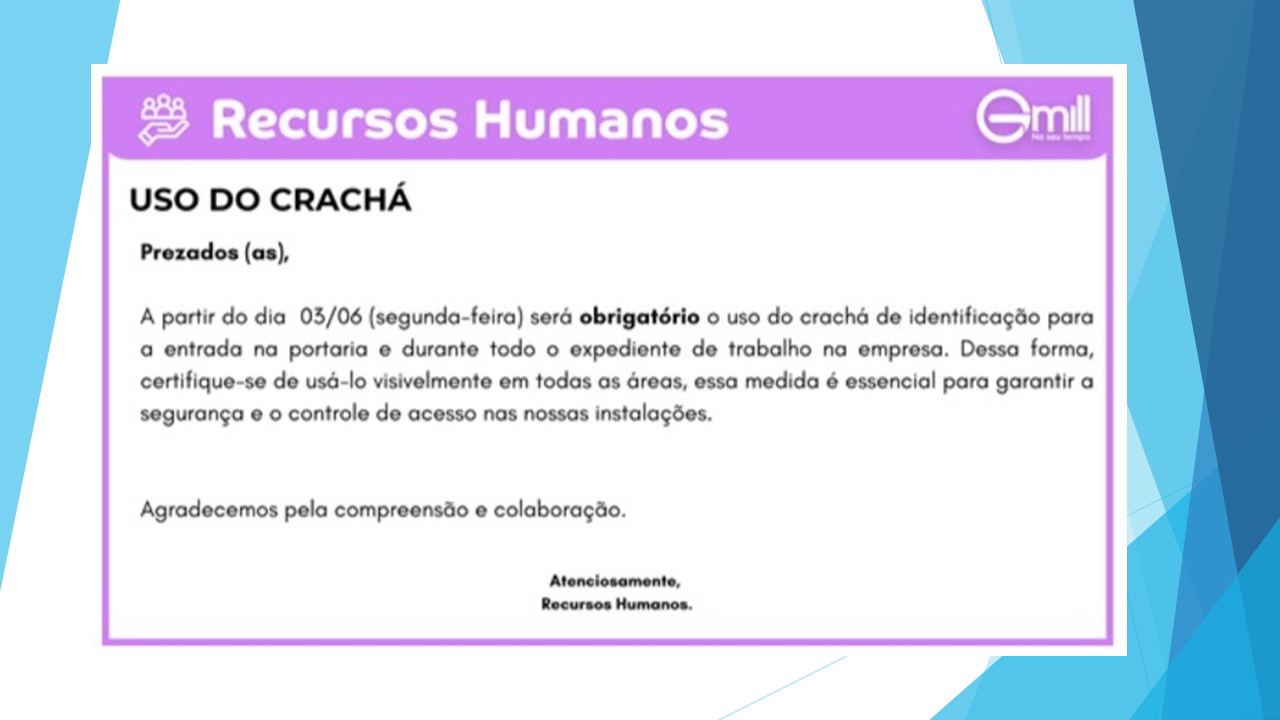 Recursos Humanos
Gmill
No seu tempo
USO DO CRACHÁ
Prezados (as),
A partir do dia 03/06 (segunda-feira) será obrigatório o uso do crachá de identificação para
a entrada na portaria e durante todo o expediente de trabalho na empresa. Dessa forma,
certifique-se de usá-lo visivelmente em todas as áreas, essa medida é essencial para garantir a
segurança e o controle de acesso nas nossas instalações.
Agradecemos pela compreensão e colaboração.
Atenciosamente,
Recursos Humanos.